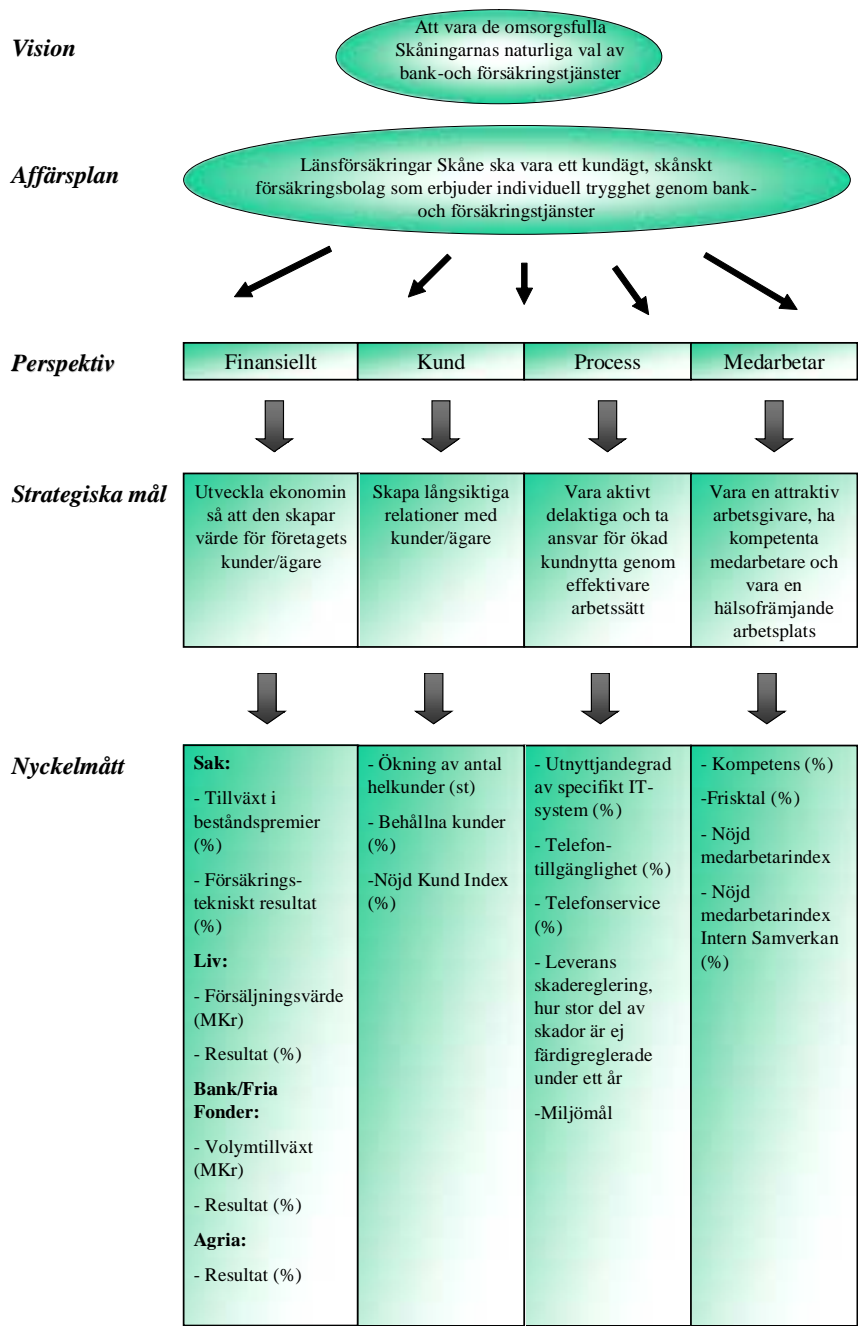 Vision
Att vara de omsorgsfulla
Skåningarnas naturliga val av
bank-och försäkringstjänster
Affärsplan
Länsförsäkringar Skåne ska vara ett kundägt, skånskt
försäkringsbolag som erbjuder individuell trygghet genom bank-
och försäkringstjänster
Perspektiv
Finansiellt
Kund
Process
Medarbetar
Strategiska mål
Utveckla ekonomin
så att den skapar
värde för företagets
kunder/ägare
Skapa långsiktiga
relationer med
kunder/ägare
Vara aktivt
delaktiga och ta
ansvar för ökad
kundnytta genom
effektivare
arbetssätt
Vara en attraktiv
arbetsgivare, ha
kompetenta
medarbetare och
vara en
hälsofrämjande
arbetsplats
Nyckelmått
Sak:
- Tillväxt i
beståndspremier
(%)
- Försäkrings-
tekniskt resultat
(%)
Liv:
- Försäljningsvärde
(MKr)
- Resultat (%)
Bank/Fria
Fonder:
- Volymtillväxt
(MKr)
- Resultat (%)
Agria:
- Resultat (%)
- Ökning av antal
helkunder (st)
- Behållna kunder
(%)
-Nöjd Kund Index
(%)
- Utnyttjandegrad
av specifikt IT-
system (%)
- Telefon-
tillgänglighet (%)
- Telefonservice
(%)
- Leverans
skadereglering,
hur stor del av
skador är ej
färdigreglerade
under ett år
-Miljömål
- Kompetens (%)
-Frisktal (%)
- Nöjd
medarbetarindex
- Nöjd
medarbetarindex
Intern Samverkan
(%)